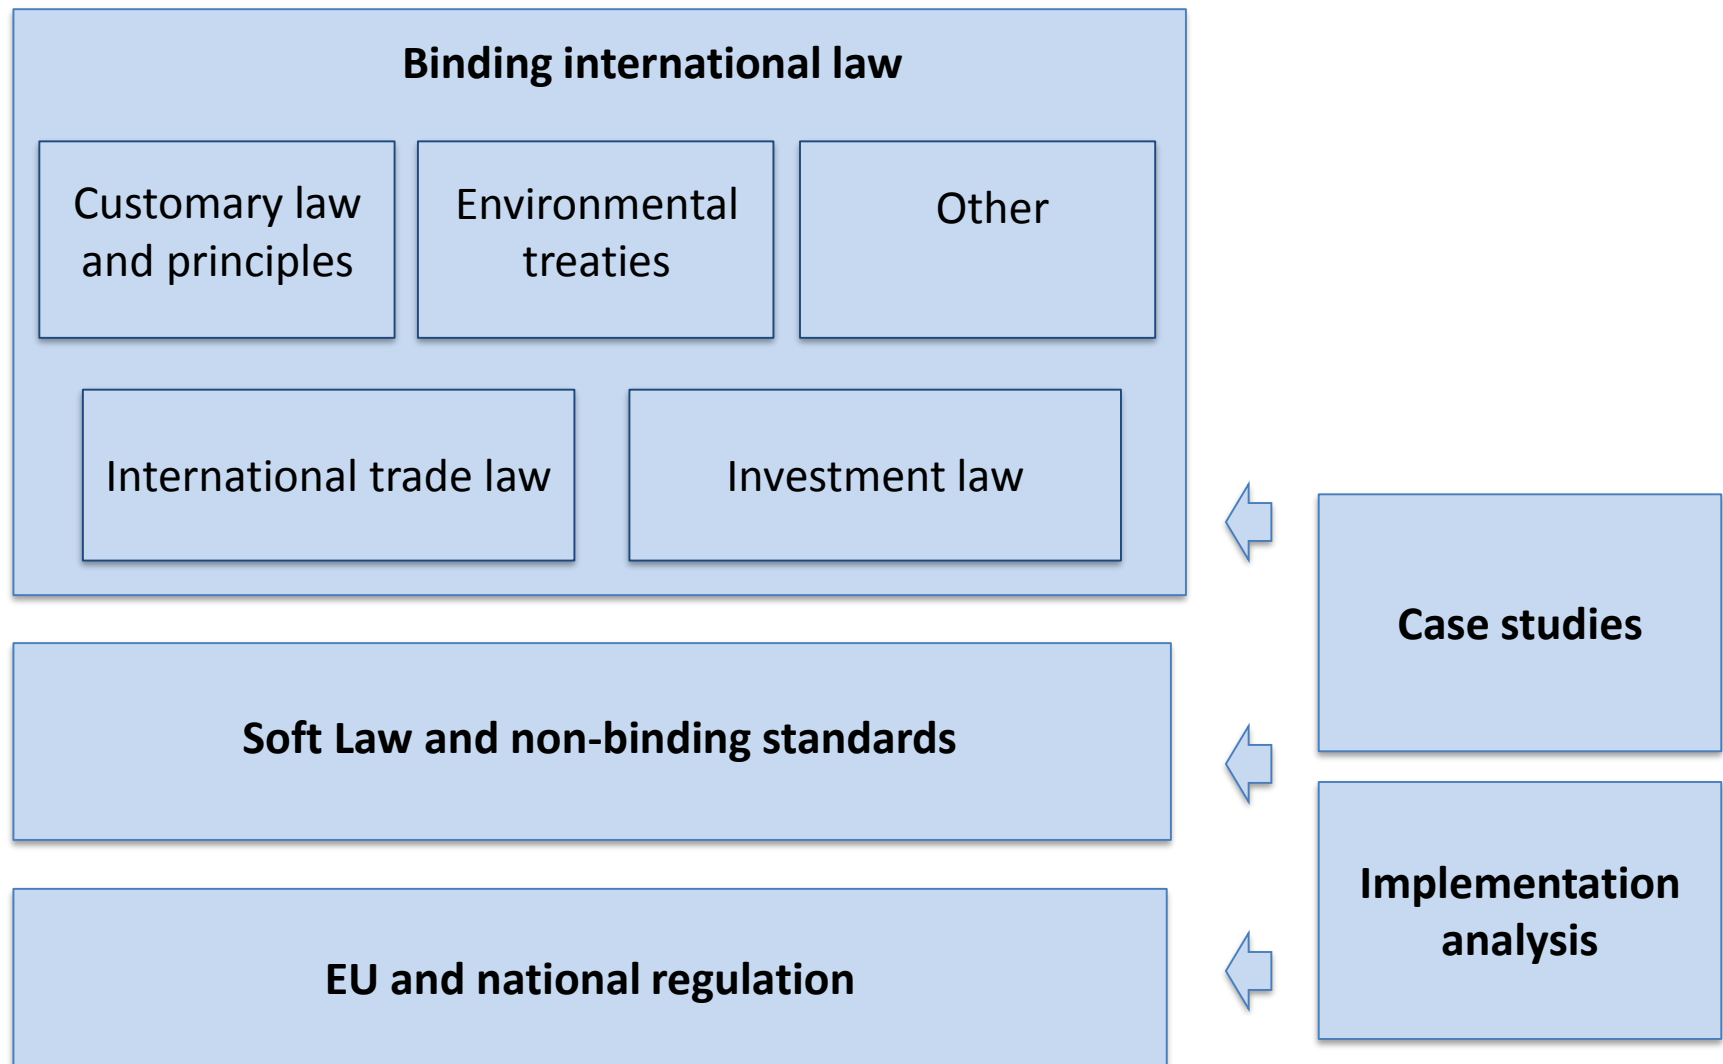 Binding international law
Customary law
and principles
Environmental
treaties
Other
International trade law
Investment law
Case studies
Soft Law and non-binding standards
Implementation
analysis
EU and national regulation